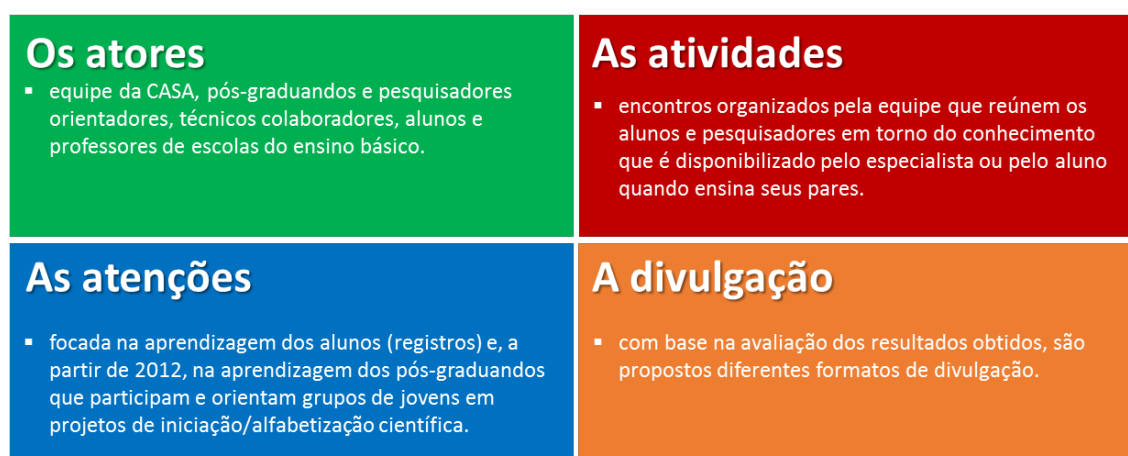 Os atores
▪ equipe da CASA, pós-graduandos e pesquisadores
orientadores, técnicos colaboradores, alunos e
professores de escolas do ensino básico.
As atividades
▪ encontros organizados pela equipe que reúnem os
alunos e pesquisadores em torno do conhecimento
que é disponibilizado pelo especialista ou pelo aluno
quando ensina seus pares.
As atenções
▪ focada na aprendizagem dos alunos (registros) e, a
partir de 2012, na aprendizagem dos pós-graduandos
que participam e orientam grupos de jovens em
projetos de iniciação/alfabetização científica.
A divulgação
▪ com base na avaliação dos resultados obtidos, são
propostos diferentes formatos de divulgação.